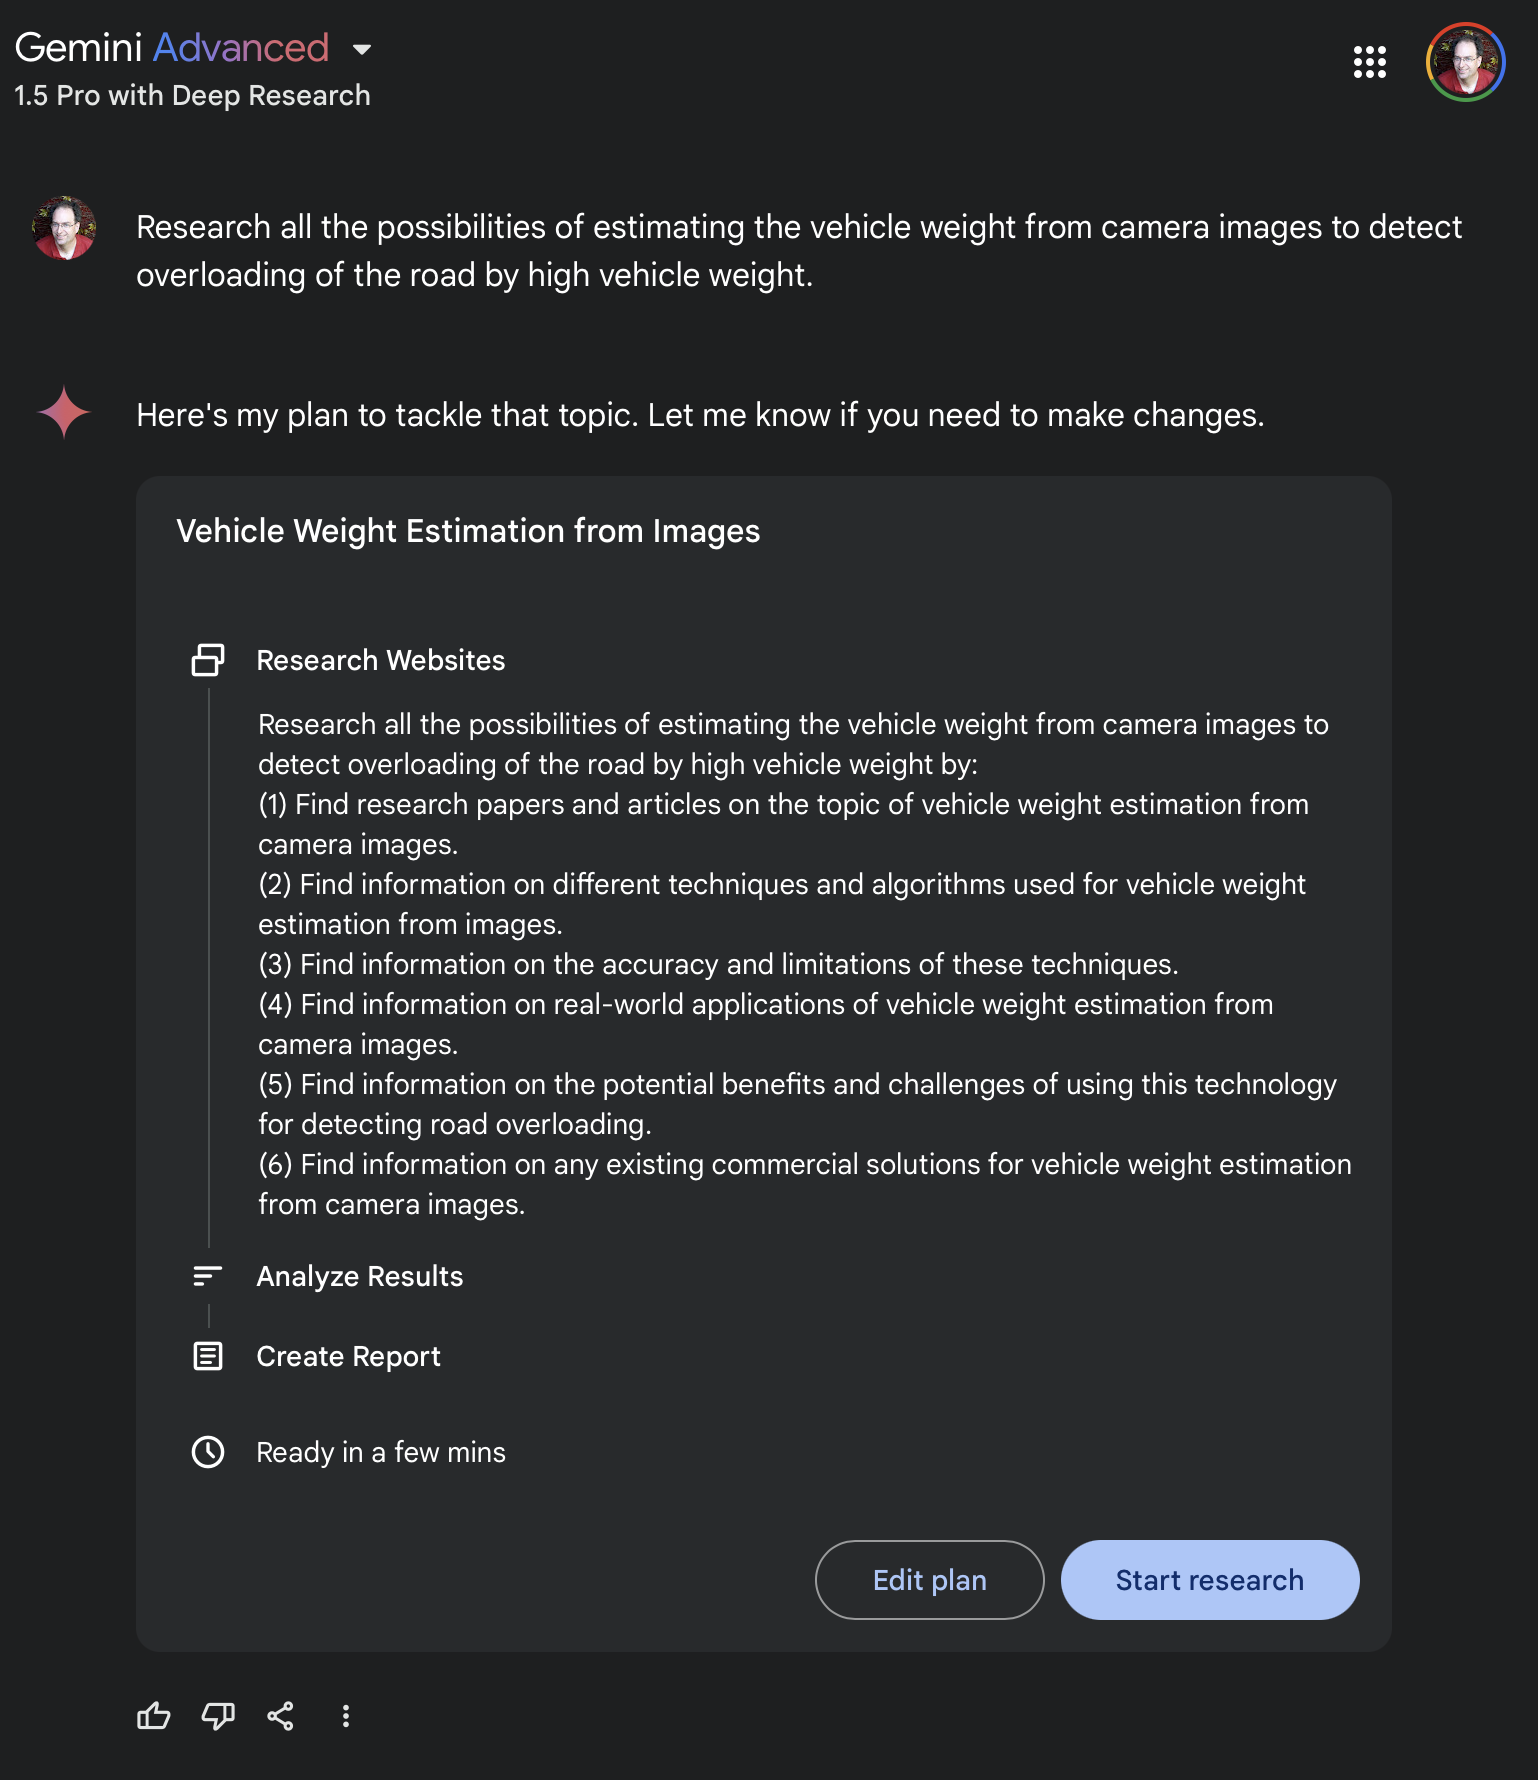 Gemini Advanced
1.5 Pro with Deep Research
Research all the possibilities of estimating the vehicle weight from camera images to detect
overloading of the road by high vehicle weight.
Here's my plan to tackle that topic. Let me know if you need to make changes.
Vehicle Weight Estimation from Images
Research Websites
Research all the possibilities of estimating the vehicle weight from camera images to
detect overloading of the road by high vehicle weight by:
(1) Find research papers and articles on the topic of vehicle weight estimation from
camera images.
(2) Find information on different techniques and algorithms used for vehicle weight
estimation from images.
(3) Find information on the accuracy and limitations of these techniques.
(4) Find information on real-world applications of vehicle weight estimation from
camera images.
(5) Find information on the potential benefits and challenges of using this technology
for detecting road overloading.
(6) Find information on any existing commercial solutions for vehicle weight estimation
from camera images.
Analyze Results
Create Report
Ready in a few mins
Edit plan
Start research